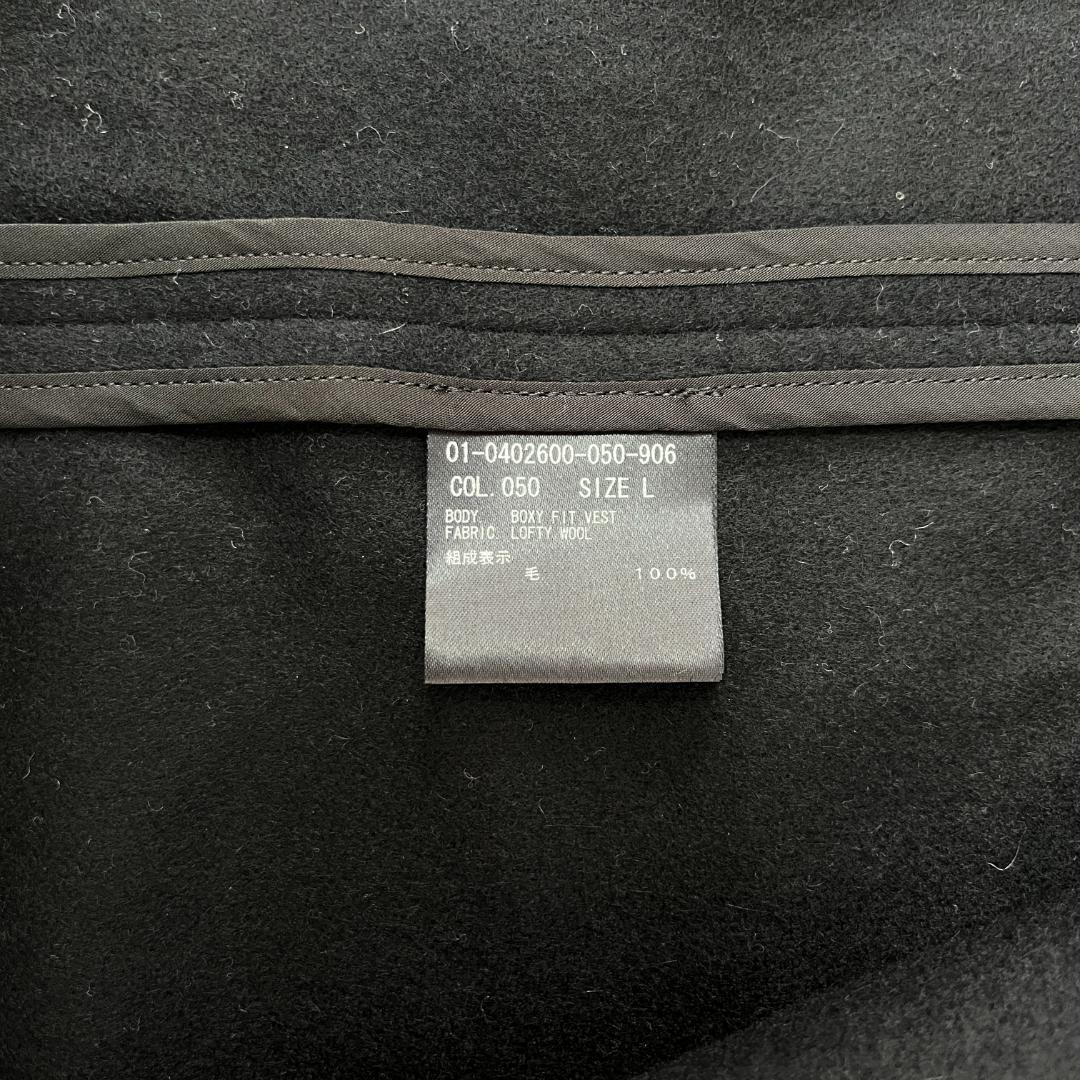 01-0402600-050-906
COL.050 SIZE L
BODY BOXY FIT VEST
FABRIC LOFTY WOOL
組成表示
毛 100%